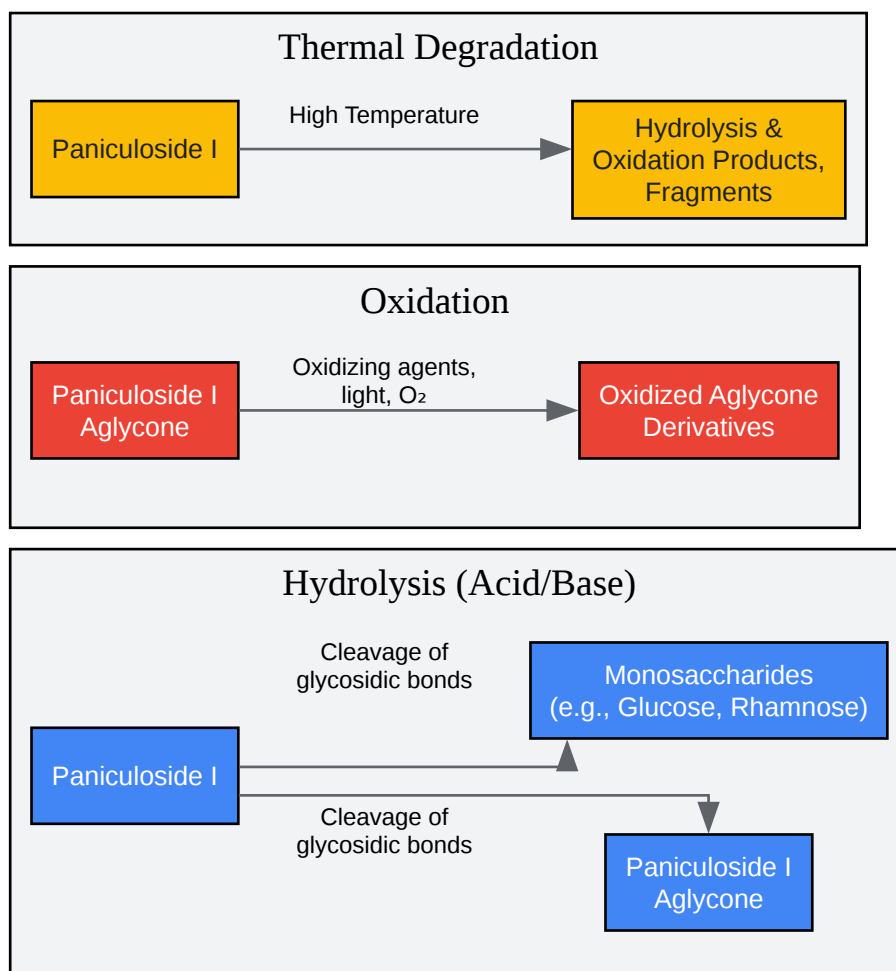 Thermal Degradation
Paniculoside I
High Temperature
Hydrolysis &
Oxidation Products,
Fragments
Oxidation
Paniculoside I
Aglycone
Oxidizing agents,
light, O₂
Oxidized Aglycone
Derivatives
Hydrolysis (Acid/Base)
Cleavage of
glycosidic bonds
Monosaccharides
(e.g., Glucose, Rhamnose)
Paniculoside I
Cleavage of
glycosidic bonds
Paniculoside I
Aglycone